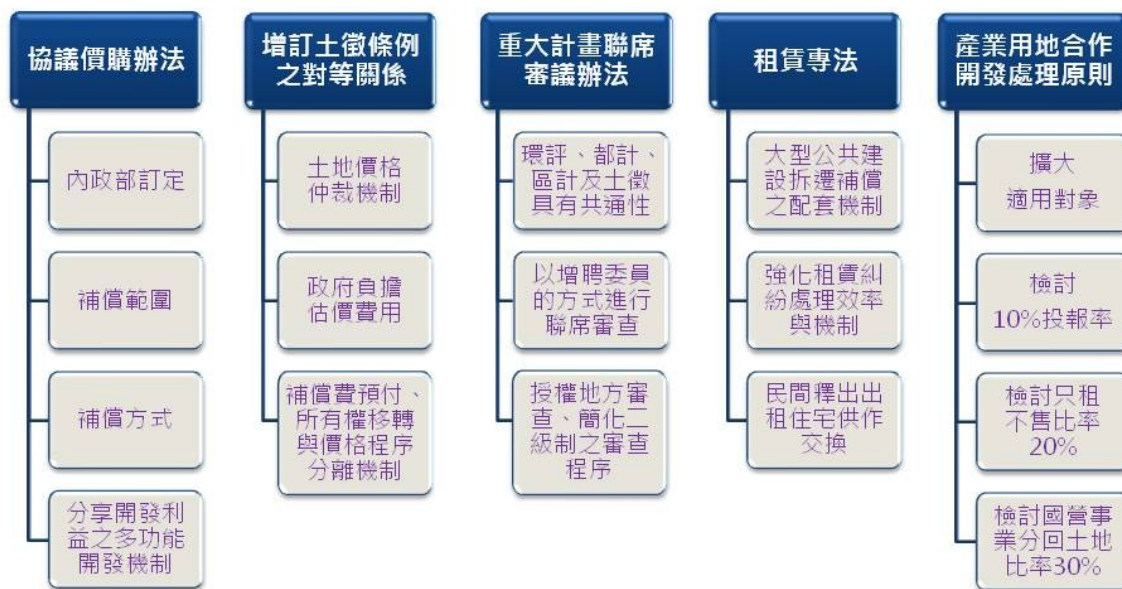 協議價購辦法
內政部訂定
補償範圍
補償方式
分享開發利
益之多功能
開發機制
增訂土徵條例
之對等關係
土地價格
仲裁機制
政府負擔
估價費用
補償費預付、
所有權移轉
與價格程序
分離機制
重大計畫聯席
審議辦法
環評、都計、
區計及土徵
具有共通性
以增聘委員
的方式進行
聯席審查
授權地方審
查、簡化二
級制之審查
程序
租賃專法
大型公共建
設拆遷補償
之配套機制
強化租賃糾
紛處理效率
與機制
民間釋出出
租住宅供作
交換
產業用地合作
開發處理原則
擴大
適用對象
檢討
10%投報率
檢討只租
不售比率
20%
檢討國營事
業分回土地
比率30%